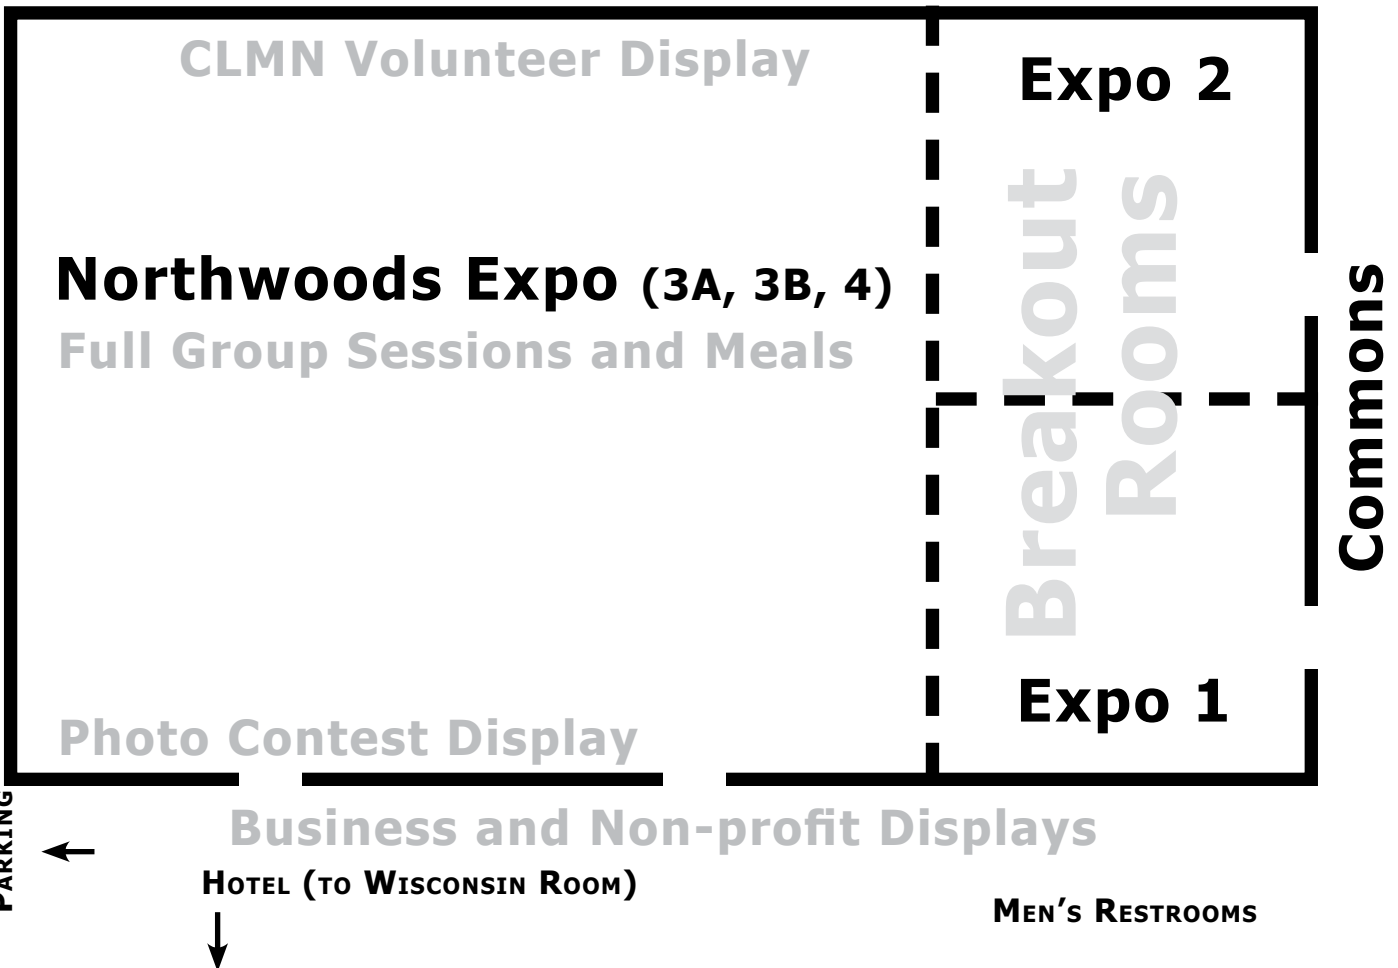 CLMN Volunteer Display
Expo 2
Northwoods Expo (3A, 3B, 4)
Full Group Sessions and Meals
Breakout
Rooms
Commons
Expo 1
Photo Contest Display
Business and Non-profit Displays
Parking
Hotel (to Wisconsin Room)
Men's Restrooms